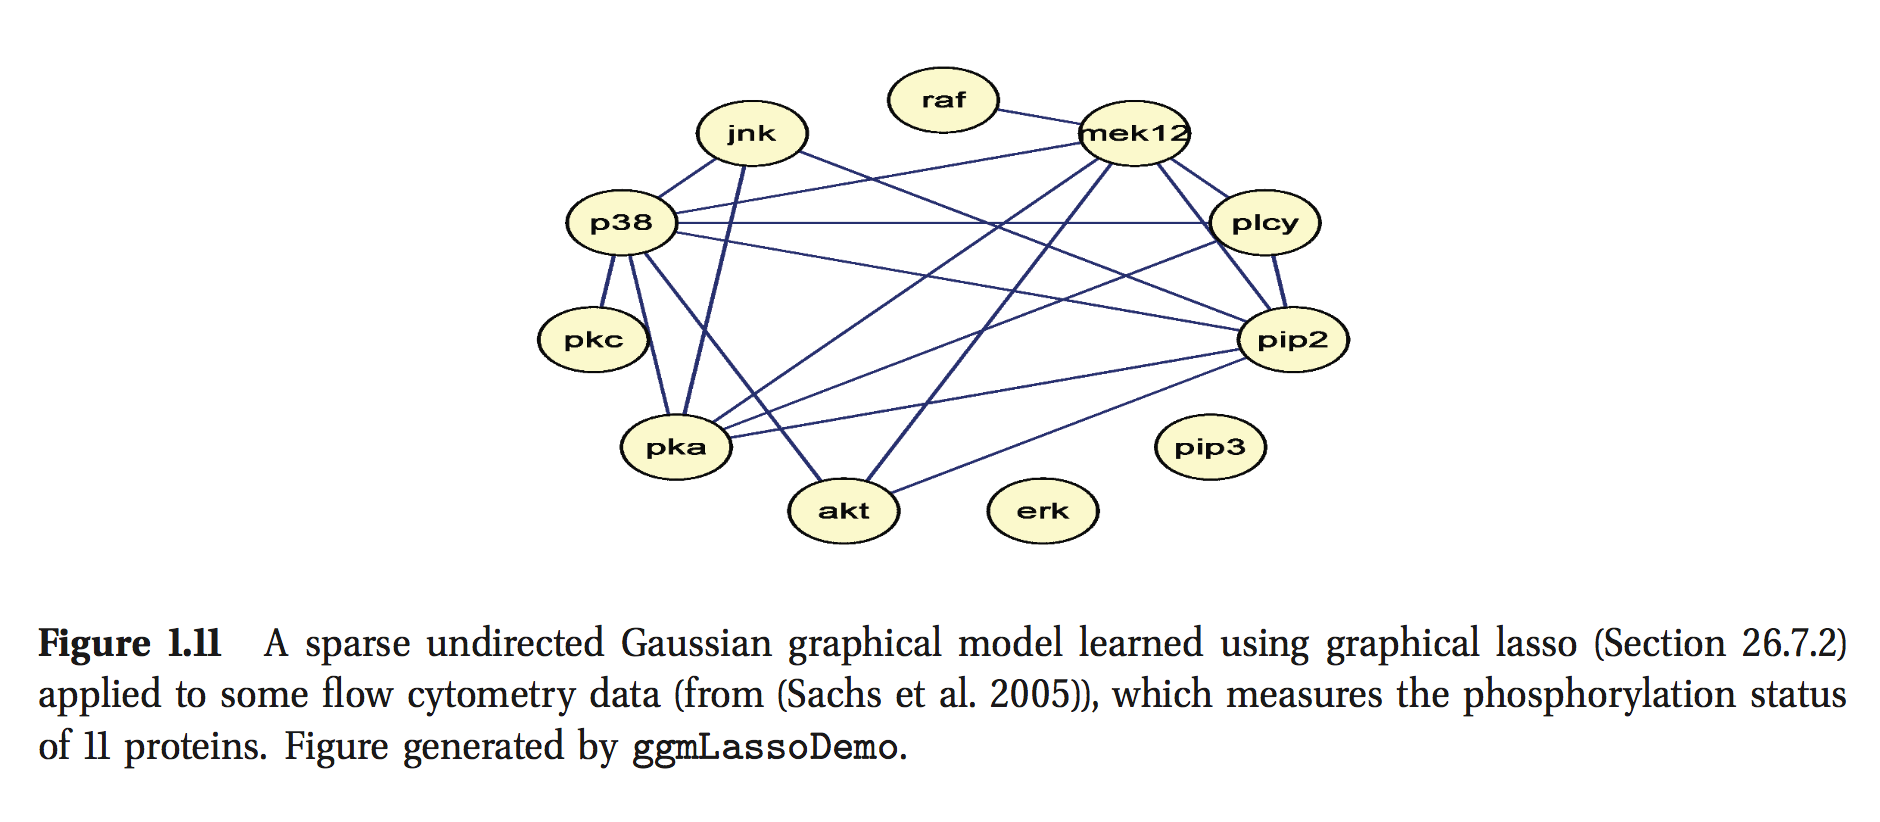 raf
jnk
mek12
p38
plcy
pkc
pip2
pka
pip3
akt
erk
Figure 1.11 A sparse undirected Gaussian graphical model learned using graphical lasso (Section 26.7.2)
applied to some flow cytometry data (from (Sachs et al. 2005)), which measures the phosphorylation status
of 11 proteins. Figure generated by ggmLassoDemo.